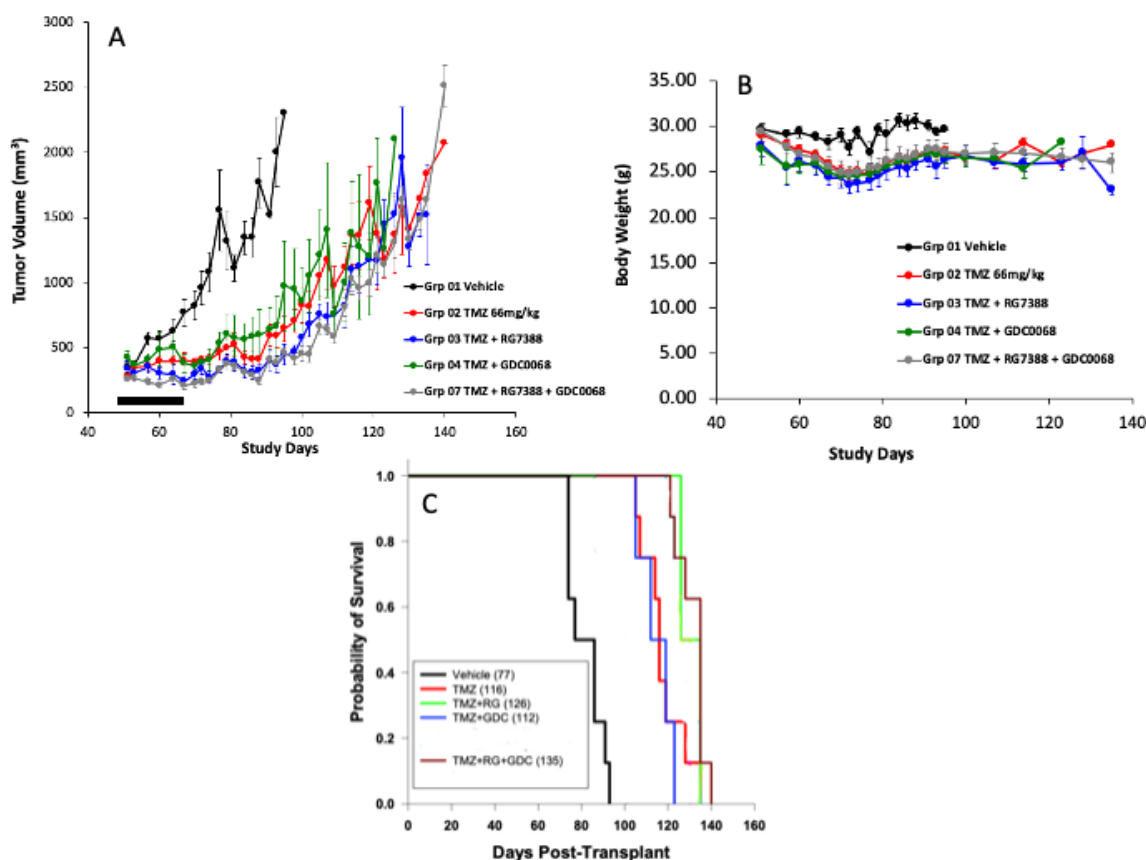 A
Tumor Volume (mm³)
3000
2500
2000
1500
1000
500
0
40 60 80 100 120 140 160
Study Days
Grp 01 Vehicle
Grp 02 TMZ 66mg/kg
Grp 03 TMZ + RG7388
Grp 04 TMZ + GDC0068
Grp 07 TMZ + RG7388 + GDC0068
B
Body Weight (g)
35.00
30.00
25.00
20.00
15.00
10.00
5.00
0.00
40 60 80 100 120 140
Study Days
Grp 01 Vehicle
Grp 02 TMZ 66mg/kg
Grp 03 TMZ + RG7388
Grp 04 TMZ + GDC0068
Grp 07 TMZ + RG7388 + GDC0068
C
Probability of Survival
1.0
0.8
0.6
0.4
0.2
0.0
Vehicle (77)
TMZ (116)
TMZ+RG (126)
TMZ+GDC (112)
TMZ+RG+GDC (135)
0 20 40 60 80 100 120 140 160
Days Post-Transplant